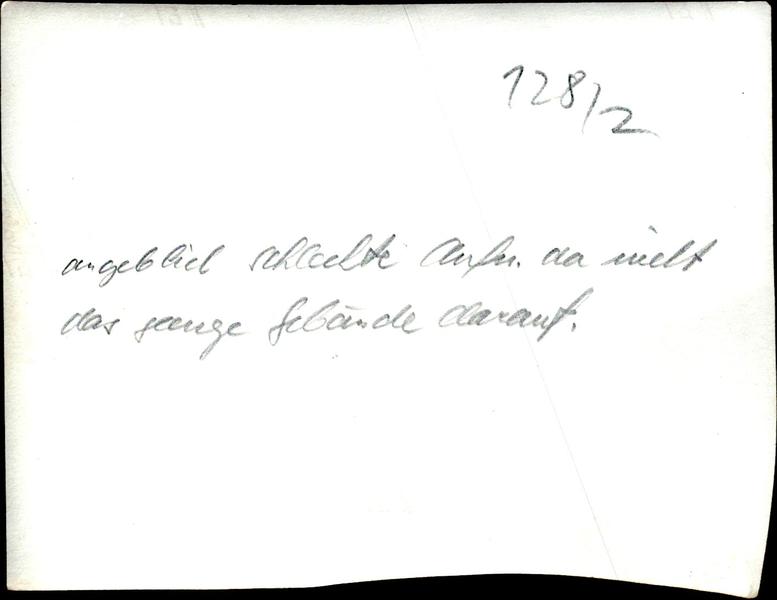 128/2
angeblich schlechte Aufn. da nicht
das ganze Gebäude darauf.